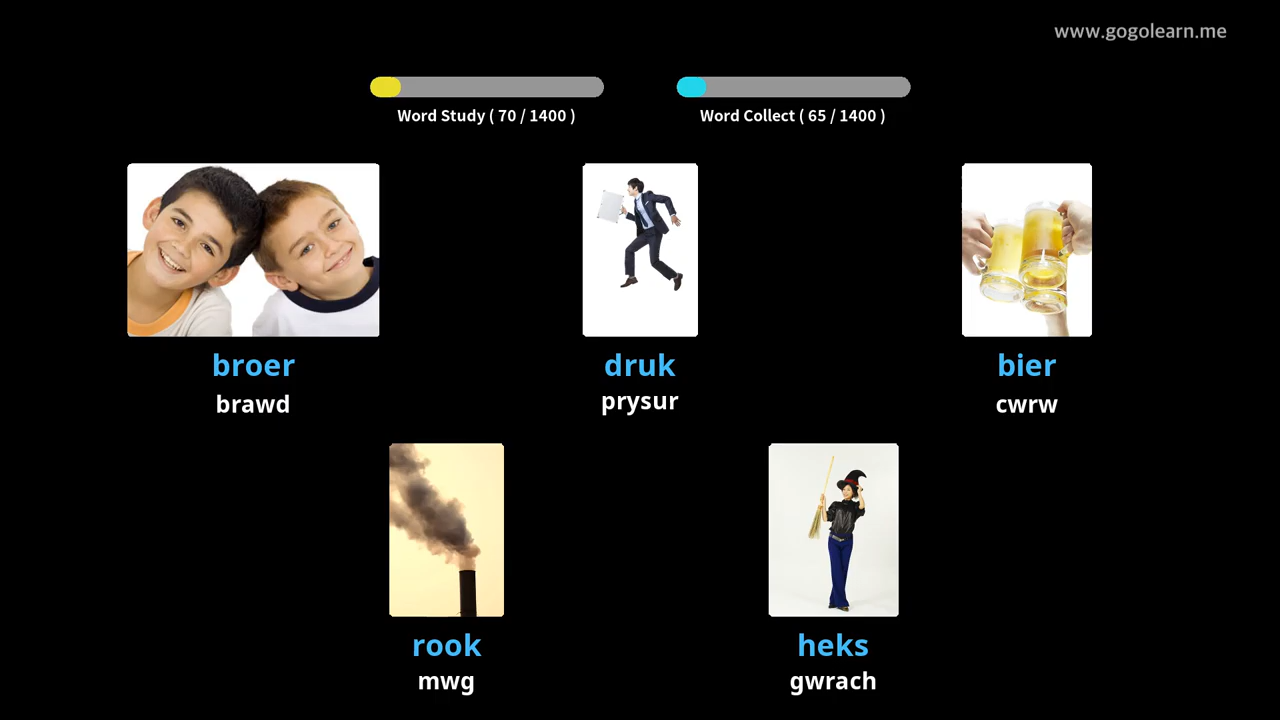 www.gogolearn.me
Word Study ( 70 / 1400 )
Word Collect ( 65 / 1400 )
broer
brawd
druk
prysur
bier
cwrw
rook
mwg
heks
gwrach